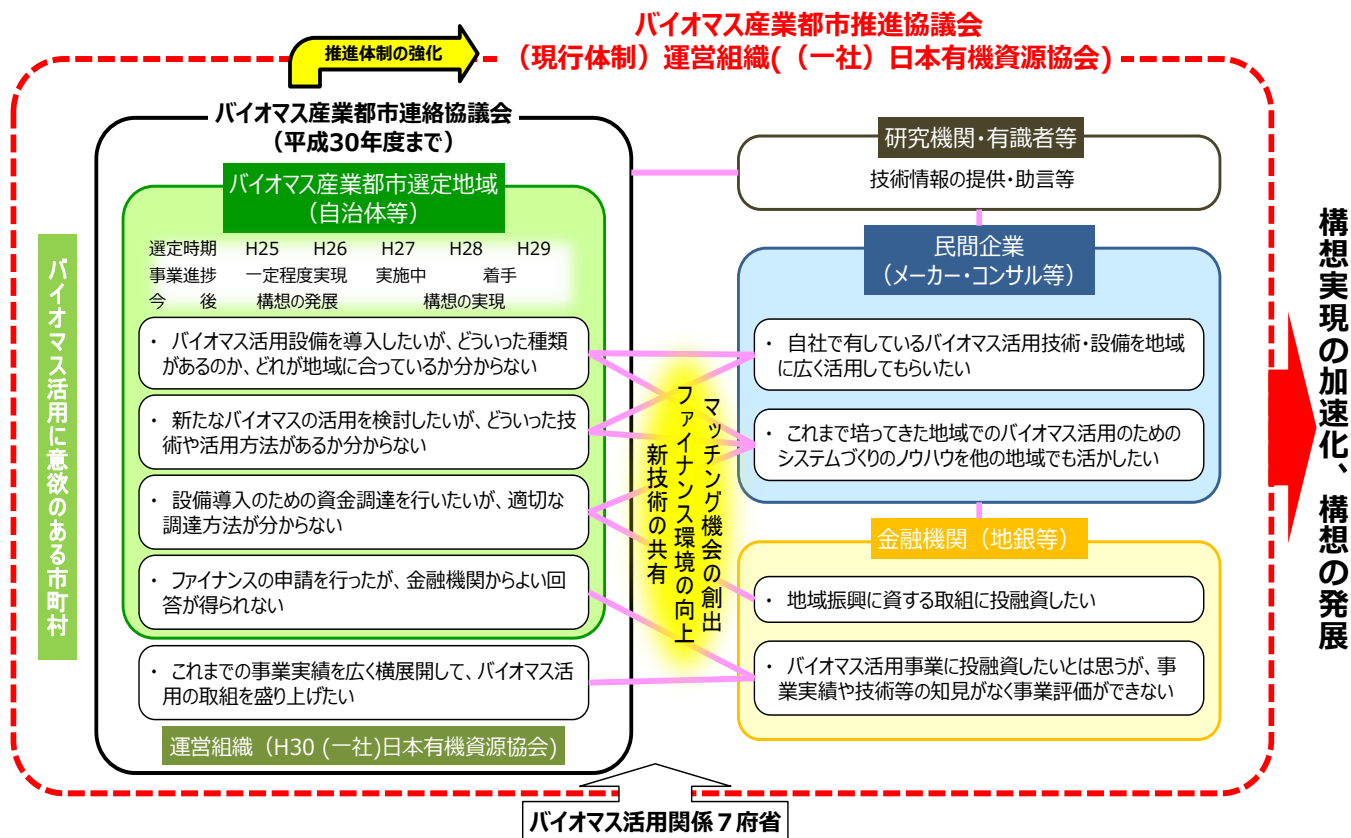 バイオマス産業都市推進協議会
（現行体制）運営組織(（一社）日本有機資源協会)
推進体制の強化
バイオマス産業都市連絡協議会
（平成30年度まで）
バイオマス活用に意欲のある市町村
バイオマス産業都市選定地域
（自治体等）
選定時期 H25 H26 H27 H28 H29
事業進捗 一定程度実現 実施中 着手
今　後 構想の発展 構想の実現
・ バイオマス活用設備を導入したいが、どういった種類
があるのか、どれが地域に合っているか分からない
・ 新たなバイオマスの活用を検討したいが、どういった技
術や活用方法があるか分からない
・ 設備導入のための資金調達を行いたいが、適切な
調達方法が分からない
・ ファイナンスの申請を行ったが、金融機関からよい回
答が得られない
・ これまでの事業実績を広く横展開して、バイオマス活
用の取組を盛り上げたい
運営組織（H30 (一社)日本有機資源協会)
マッチング機会の創出
ファイナンス環境の向上
新技術の共有
研究機関・有識者等
技術情報の提供・助言等
民間企業
（メーカー・コンサル等）
・ 自社で有しているバイオマス活用技術・設備を地域
に広く活用してもらいたい
・ これまで培ってきた地域でのバイオマス活用のための
システムづくりのノウハウを他の地域でも活かしたい
金融機関（地銀等）
・ 地域振興に資する取組に投融資したい
・ バイオマス活用事業に投融資したいとは思うが、事
業実績や技術等の知見がなく事業評価ができない
構想実現の加速化、構想の発展
バイオマス活用関係７府省